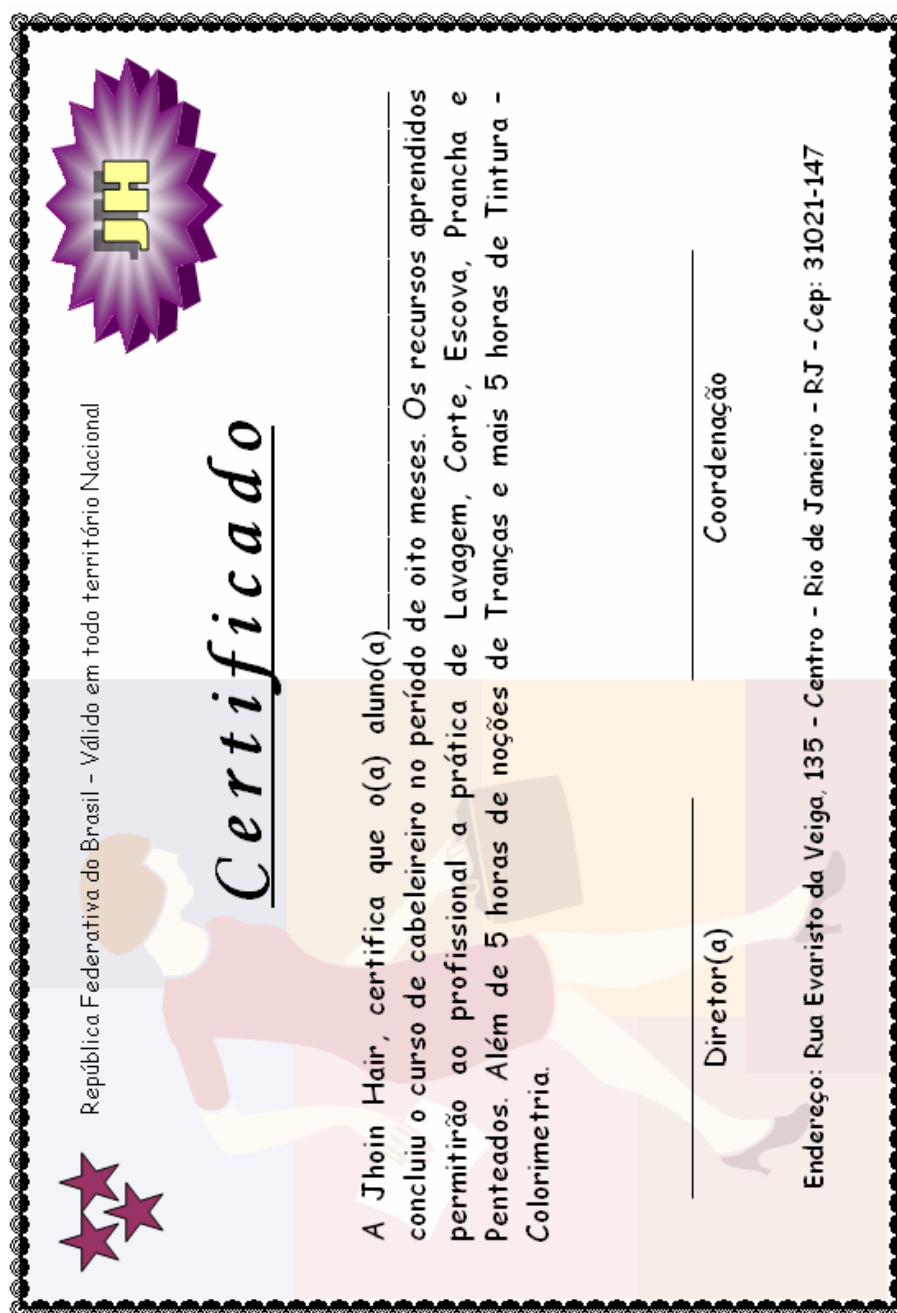 República Federativa do Brasil – Válido em todo território Nacional
JH
Certificado
A Jhoin Hair, certifica que o(a) aluno(a)____________________
concluiu o curso de cabeleireiro no período de oito meses. Os recursos aprendidos
permitirão ao profissional a prática de Lavagem, Corte, Escova, Prancha e
Penteados. Além de 5 horas de noções de Tranças e mais 5 horas de Tintura –
Colorimetria.
Diretor(a)
Coordenação
Endereço: Rua Evaristo da Veiga, 135 – Centro – Rio de Janeiro – RJ – Cep: 31021-147